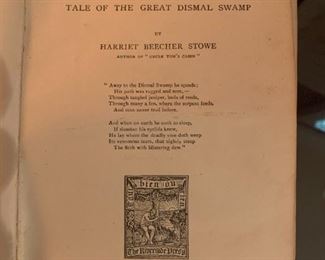 TALE OF THE GREAT DISMAL SWAMP
BY
HARRIET BEECHER STOWE
AUTHOR OF "UNCLE TOM'S CABIN"
"Away to the Dismal Swamp he speeds;
His path was rugged and sore,—
Through tangled juniper, beds of reeds,
Through many a fen, where the serpent feeds,
And man never trod before.
And when on earth he sunk to sleep,
If slumber his eyelids knew,
He lay where the deadly vine doth weep
Its venomous tears, that nightly steep
The flesh with blistering dew."
bien ou
The Riverside Press